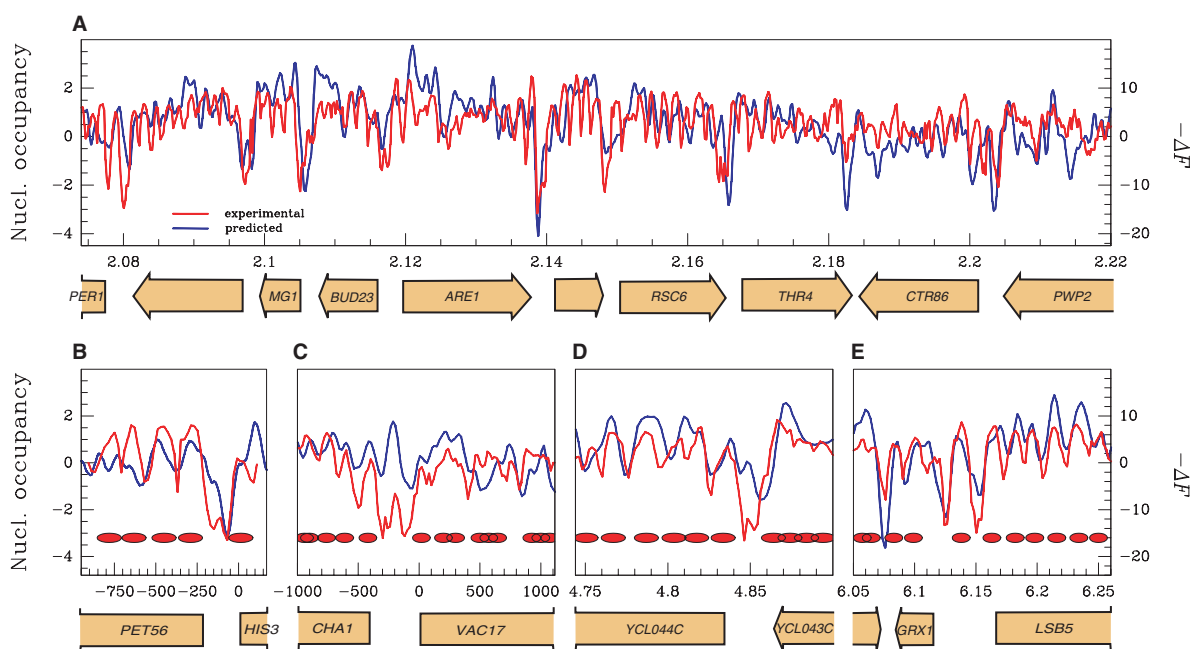 A
Nucl. occupancy
2
0
−2
−4
10
0
−10
−20
−ΔF
experimental
predicted
2.08 2.1 2.12 2.14 2.16 2.18 2.2 2.22
PER1 MG1 BUD23 ARE1 RSC6 THR4 CTR86 PWP2
B C D E
Nucl. occupancy
2
0
−2
−4
10
0
−10
−20
−ΔF
−750 −500 −250 0 −1000 −500 0 500 1000 4.75 4.8 4.85 6.05 6.1 6.15 6.2 6.25
PET56 HIS3 CHA1 VAC17 YCL044C YCL043C GRX1 LSB5